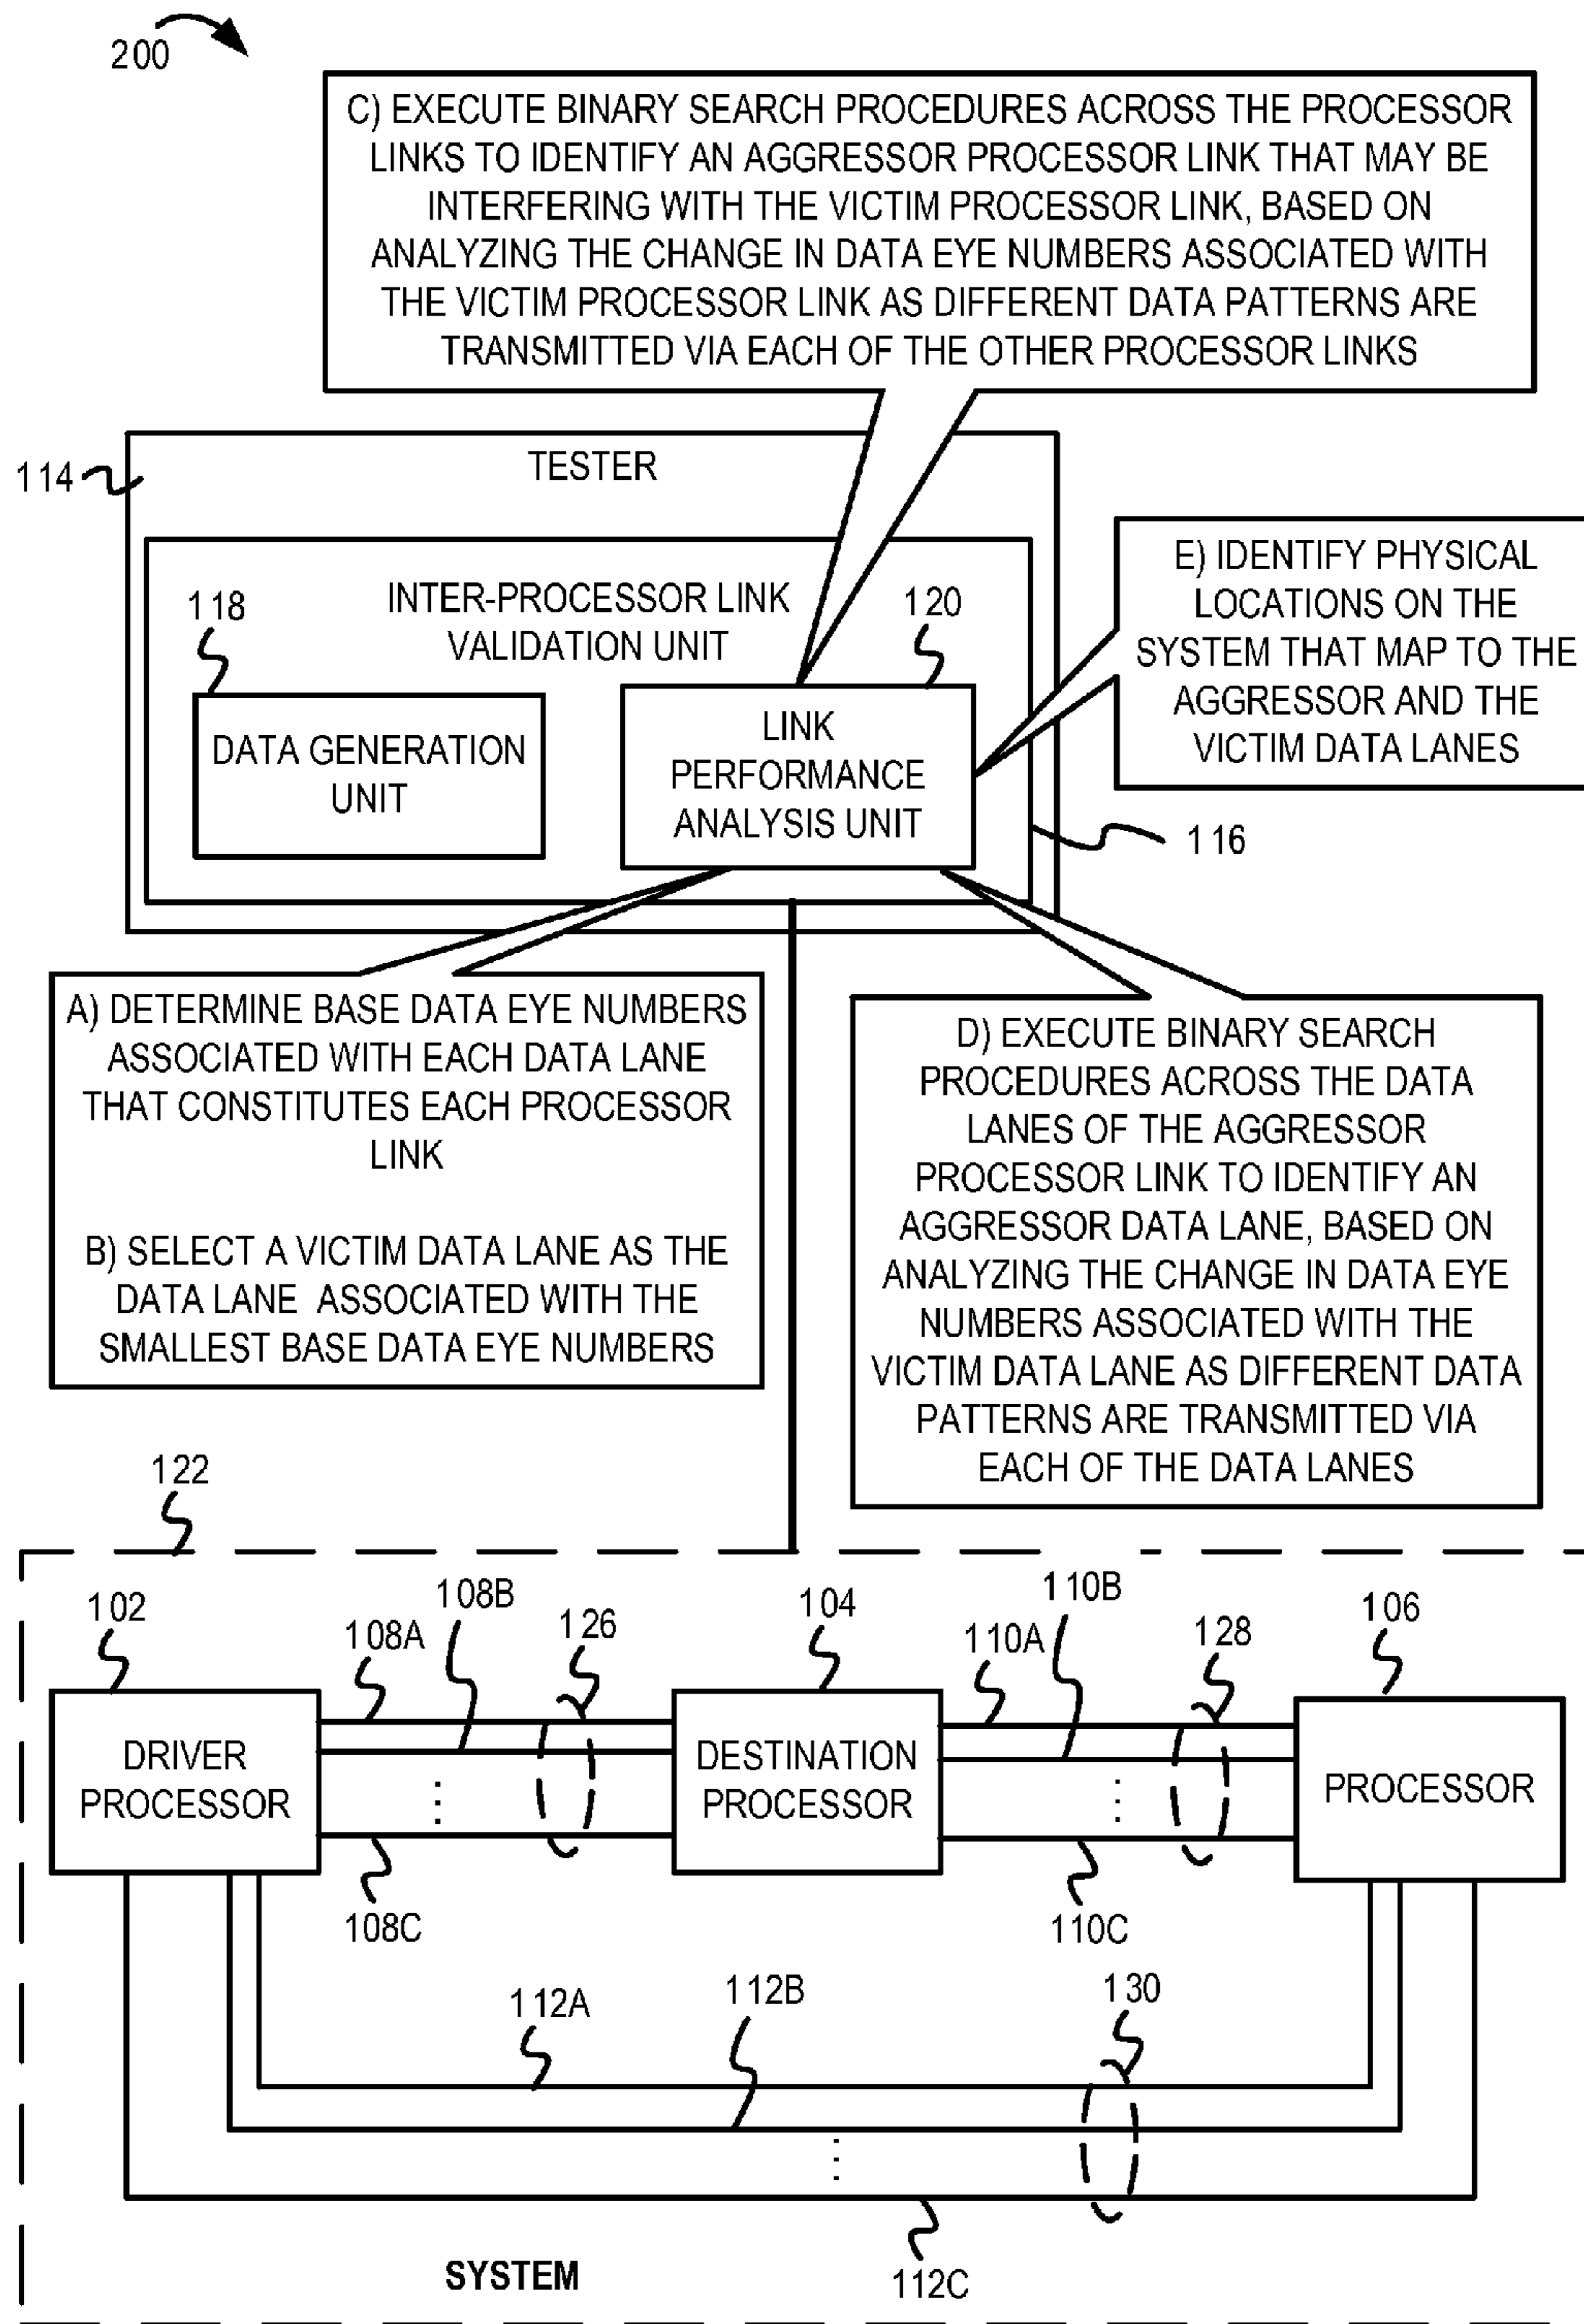 200
C) EXECUTE BINARY SEARCH PROCEDURES ACROSS THE PROCESSOR
LINKS TO IDENTIFY AN AGGRESSOR PROCESSOR LINK THAT MAY BE
INTERFERING WITH THE VICTIM PROCESSOR LINK, BASED ON
ANALYZING THE CHANGE IN DATA EYE NUMBERS ASSOCIATED WITH
THE VICTIM PROCESSOR LINK AS DIFFERENT DATA PATTERNS ARE
TRANSMITTED VIA EACH OF THE OTHER PROCESSOR LINKS
114
TESTER
E) IDENTIFY PHYSICAL
LOCATIONS ON THE
SYSTEM THAT MAP TO THE
AGGRESSOR AND THE
VICTIM DATA LANES
118
INTER-PROCESSOR LINK
VALIDATION UNIT
120
DATA GENERATION
UNIT
LINK
PERFORMANCE
ANALYSIS UNIT
116
A) DETERMINE BASE DATA EYE NUMBERS
ASSOCIATED WITH EACH DATA LANE
THAT CONSTITUTES EACH PROCESSOR
LINK
B) SELECT A VICTIM DATA LANE AS THE
DATA LANE ASSOCIATED WITH THE
SMALLEST BASE DATA EYE NUMBERS
D) EXECUTE BINARY SEARCH
PROCEDURES ACROSS THE DATA
LANES OF THE AGGRESSOR
PROCESSOR LINK TO IDENTIFY AN
AGGRESSOR DATA LANE, BASED ON
ANALYZING THE CHANGE IN DATA EYE
NUMBERS ASSOCIATED WITH THE
VICTIM DATA LANE AS DIFFERENT DATA
PATTERNS ARE TRANSMITTED VIA
EACH OF THE DATA LANES
122
102
108A
108B
126
104
110A
110B
128
106
DRIVER
PROCESSOR
DESTINATION
PROCESSOR
PROCESSOR
108C
110C
112A
112B
130
112C
SYSTEM